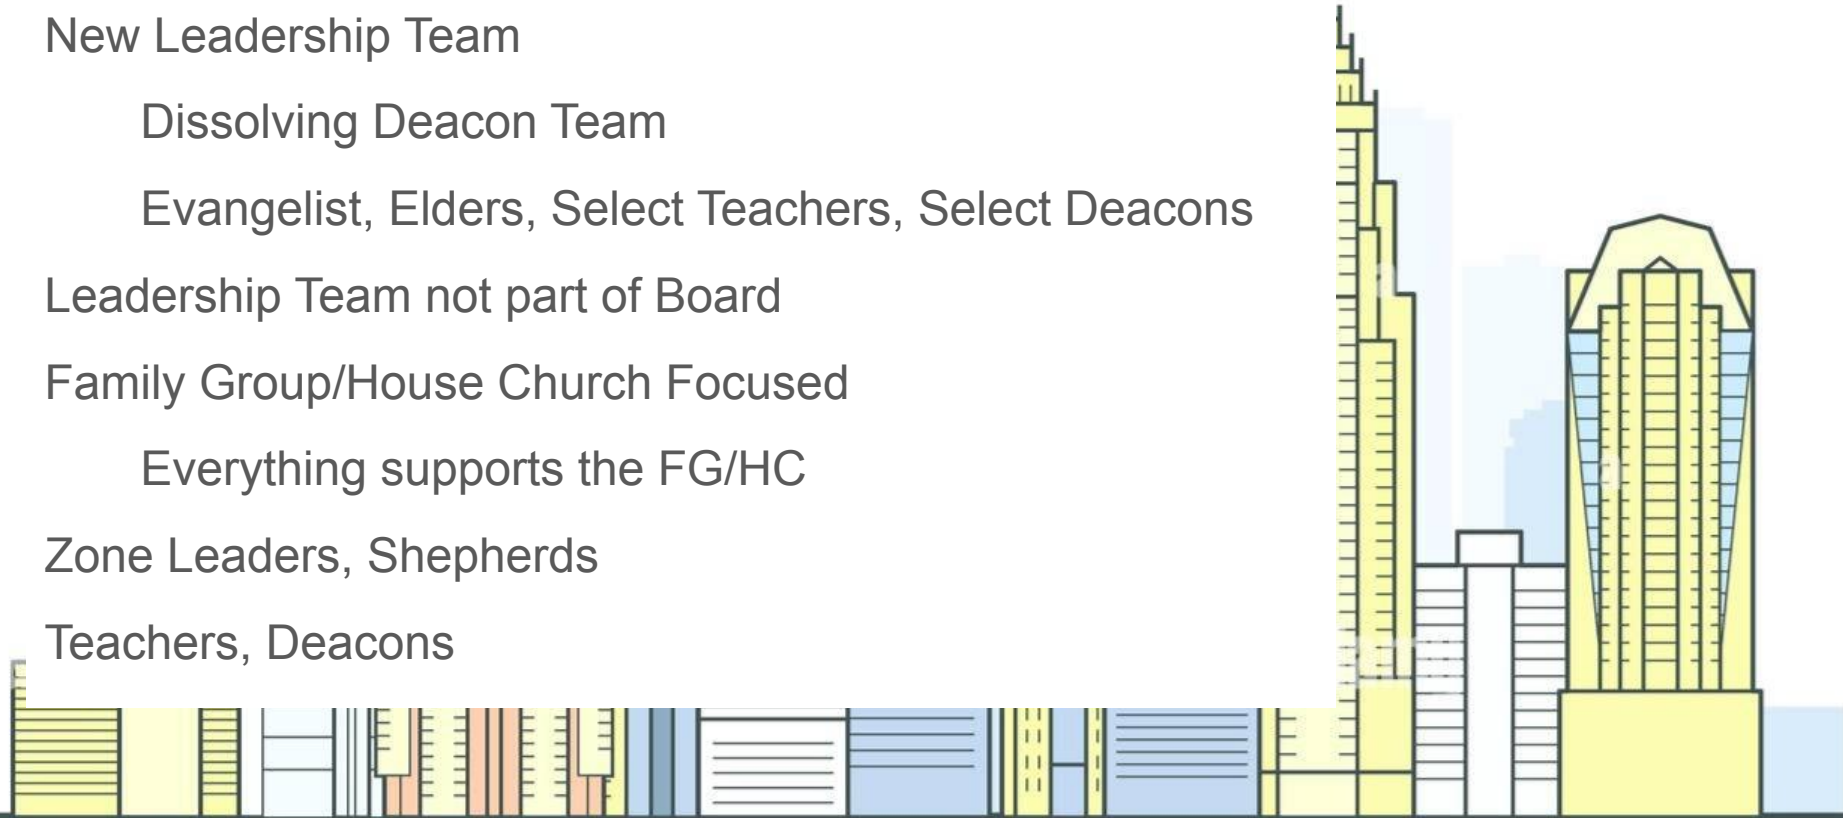 New Leadership Team
Dissolving Deacon Team
Evangelist, Elders, Select Teachers, Select Deacons
Leadership Team not part of Board
Family Group/House Church Focused
Everything supports the FG/HC
Zone Leaders, Shepherds
Teachers, Deacons
a
a